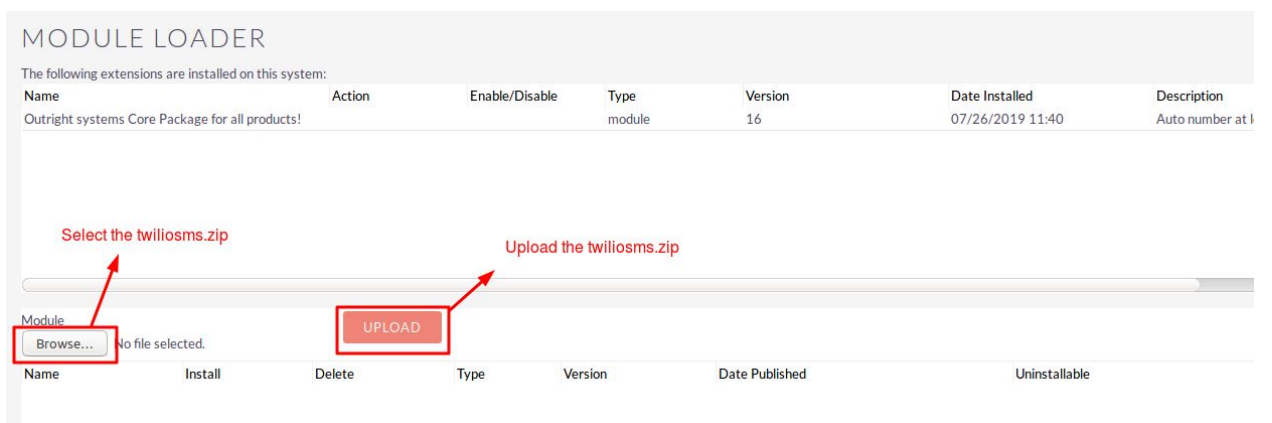 MODULE LOADER
The following extensions are installed on this system:
Name Action Enable/Disable Type Version Date Installed Description
Outright systems Core Package for all products! module 16 07/26/2019 11:40 Auto number at
Select the twiliosms.zip
Upload the twiliosms.zip
Module
UPLOAD
Browse... No file selected.
Name Install Delete Type Version Date Published Uninstallable